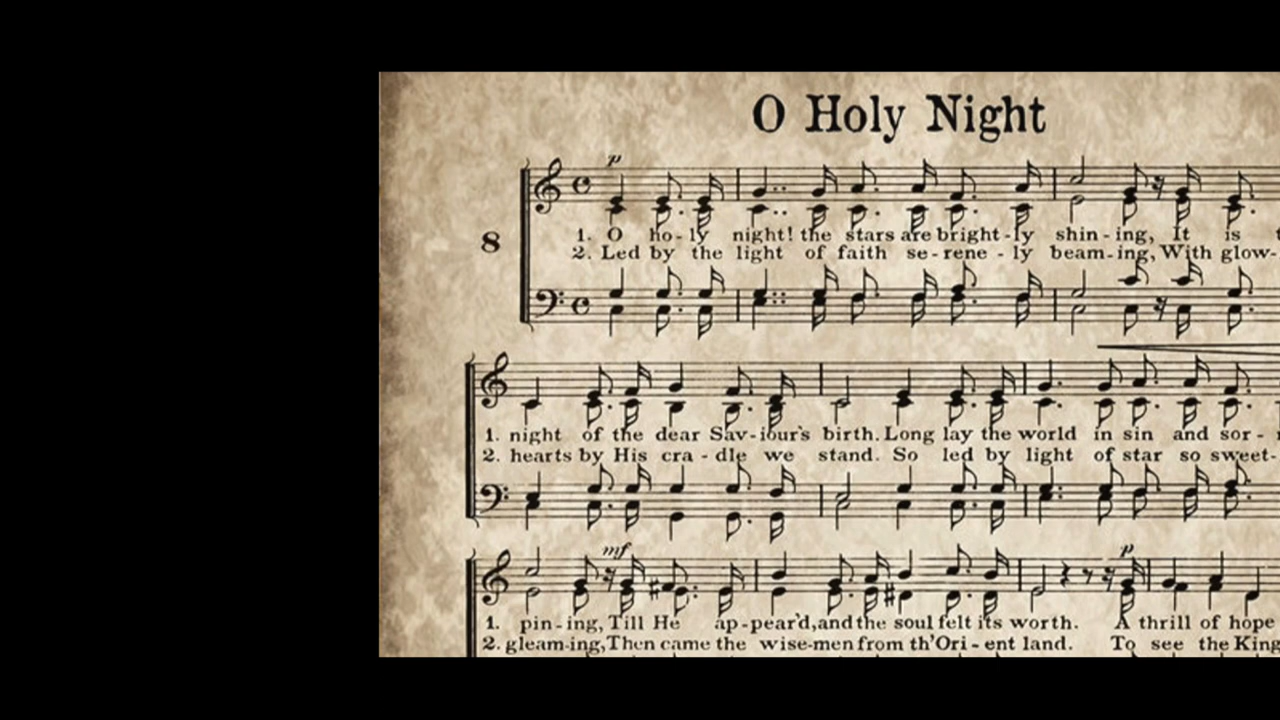 O Holy Night
p
8
1. O ho-ly night! the stars are bright-ly shin-ing, It is t
2. Led by the light of faith se-rene-ly beam-ing, With glow-
1. night of the dear Sav-iour's birth. Long lay the world in sin and sor-
2. hearts by His cra-dle we stand. So led by light of star so sweet-
mf p
1. pin-ing, Till He ap-pear'd, and the soul felt its worth. A thrill of hope
2. gleam-ing, Then came the wise-men from th'Ori-ent land. To see the King